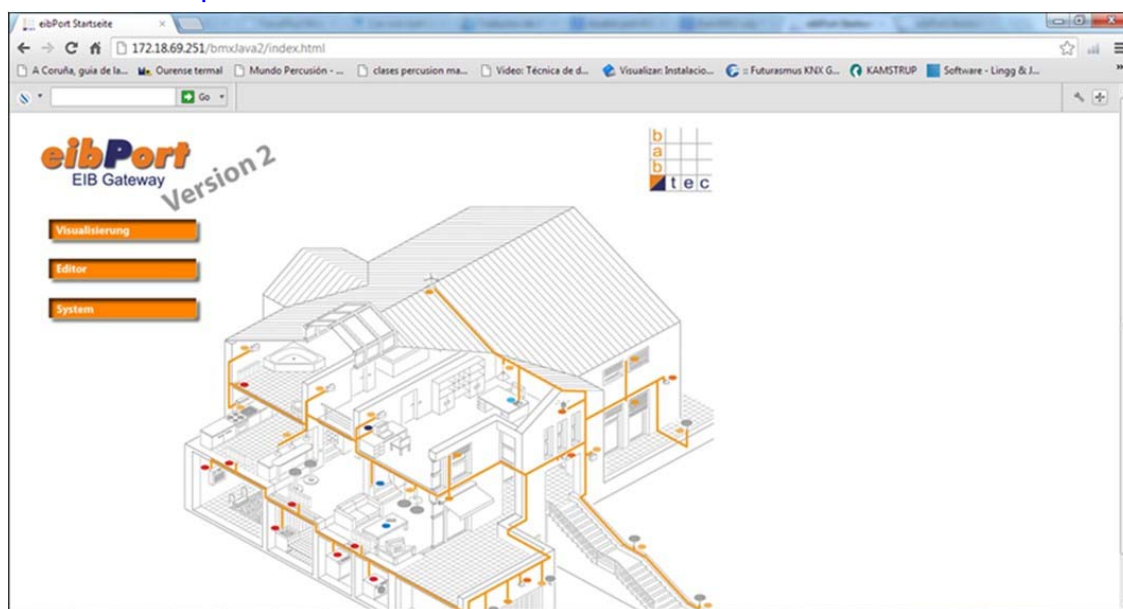 eibPort Startseite
172.18.69.251/bmxJava2/index.html
A Coruña, guia de la... Ourense termal Mundo Percusión - ... clases percusion ma... Video: Técnica de d... Visualizar: Instalacio... :: Futurasmus KNX G... KAMSTRUP Software - Lingg & J...
Go
eibPort
EIB Gateway
Version 2
b
a
b
tec
Visualisierung
Editor
System